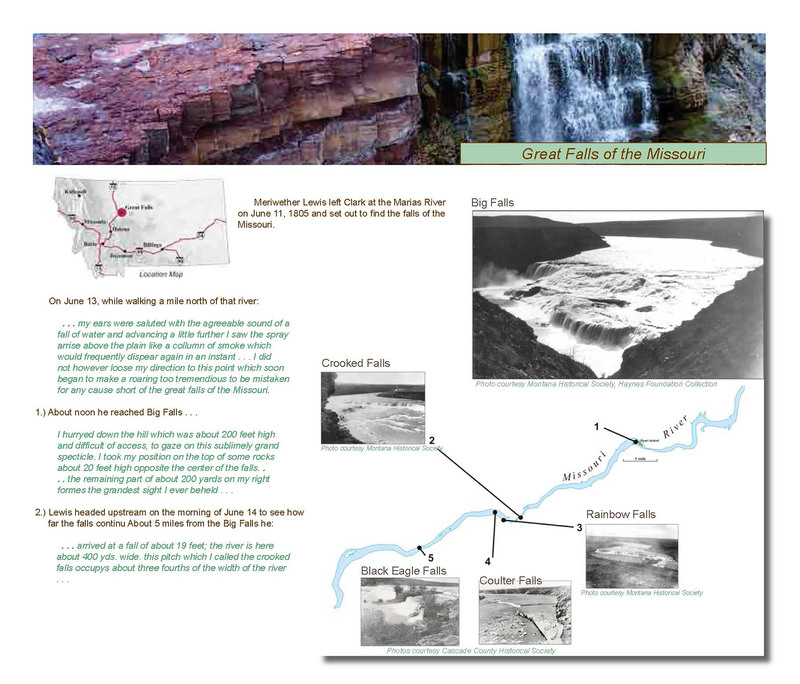 Great Falls of the Missouri
Kalispell
Great Falls
Missoula
Helena
Butte
Billings
Bozeman
Location Map
Meriwether Lewis left Clark at the Marias River
on June 11, 1805 and set out to find the falls of the
Missouri.
On June 13, while walking a mile north of that river:
. . . my ears were saluted with the agreeable sound of a
fall of water and advancing a little further I saw the spray
arrise above the plain like a collumn of smoke which
would frequently dispear again in an instant . . . I did
not however loose my direction to this point which soon
began to make a roaring too tremendious to be mistaken
for any cause short of the great falls of the Missouri.
1.) About noon he reached Big Falls . . .
I hurryed down the hill which was about 200 feet high
and difficult of access, to gaze on this sublimely grand
specticle. I took my position on the top of some rocks
about 20 feet high opposite the center of the falls. .
. . the remaining part of about 200 yards on my right
formes the grandest sight I ever beheld . . .
2.) Lewis headed upstream on the morning of June 14 to see how
far the falls continu About 5 miles from the Big Falls he:
. . . arrived at a fall of about 19 feet; the river is here
about 400 yds. wide. this pitch which I called the crooked
falls occupys about three fourths of the width of the river
. . .
Big Falls
Photo courtesy Montana Historical Society, Haynes Foundation Collection
Crooked Falls
Photo courtesy Montana Historical Society
2
1
Ryan Island
Missouri River
3
Rainbow Falls
Photo courtesy Montana Historical Society
4
5
Black Eagle Falls
Coulter Falls
Photos courtesy Cascade County Historical Society